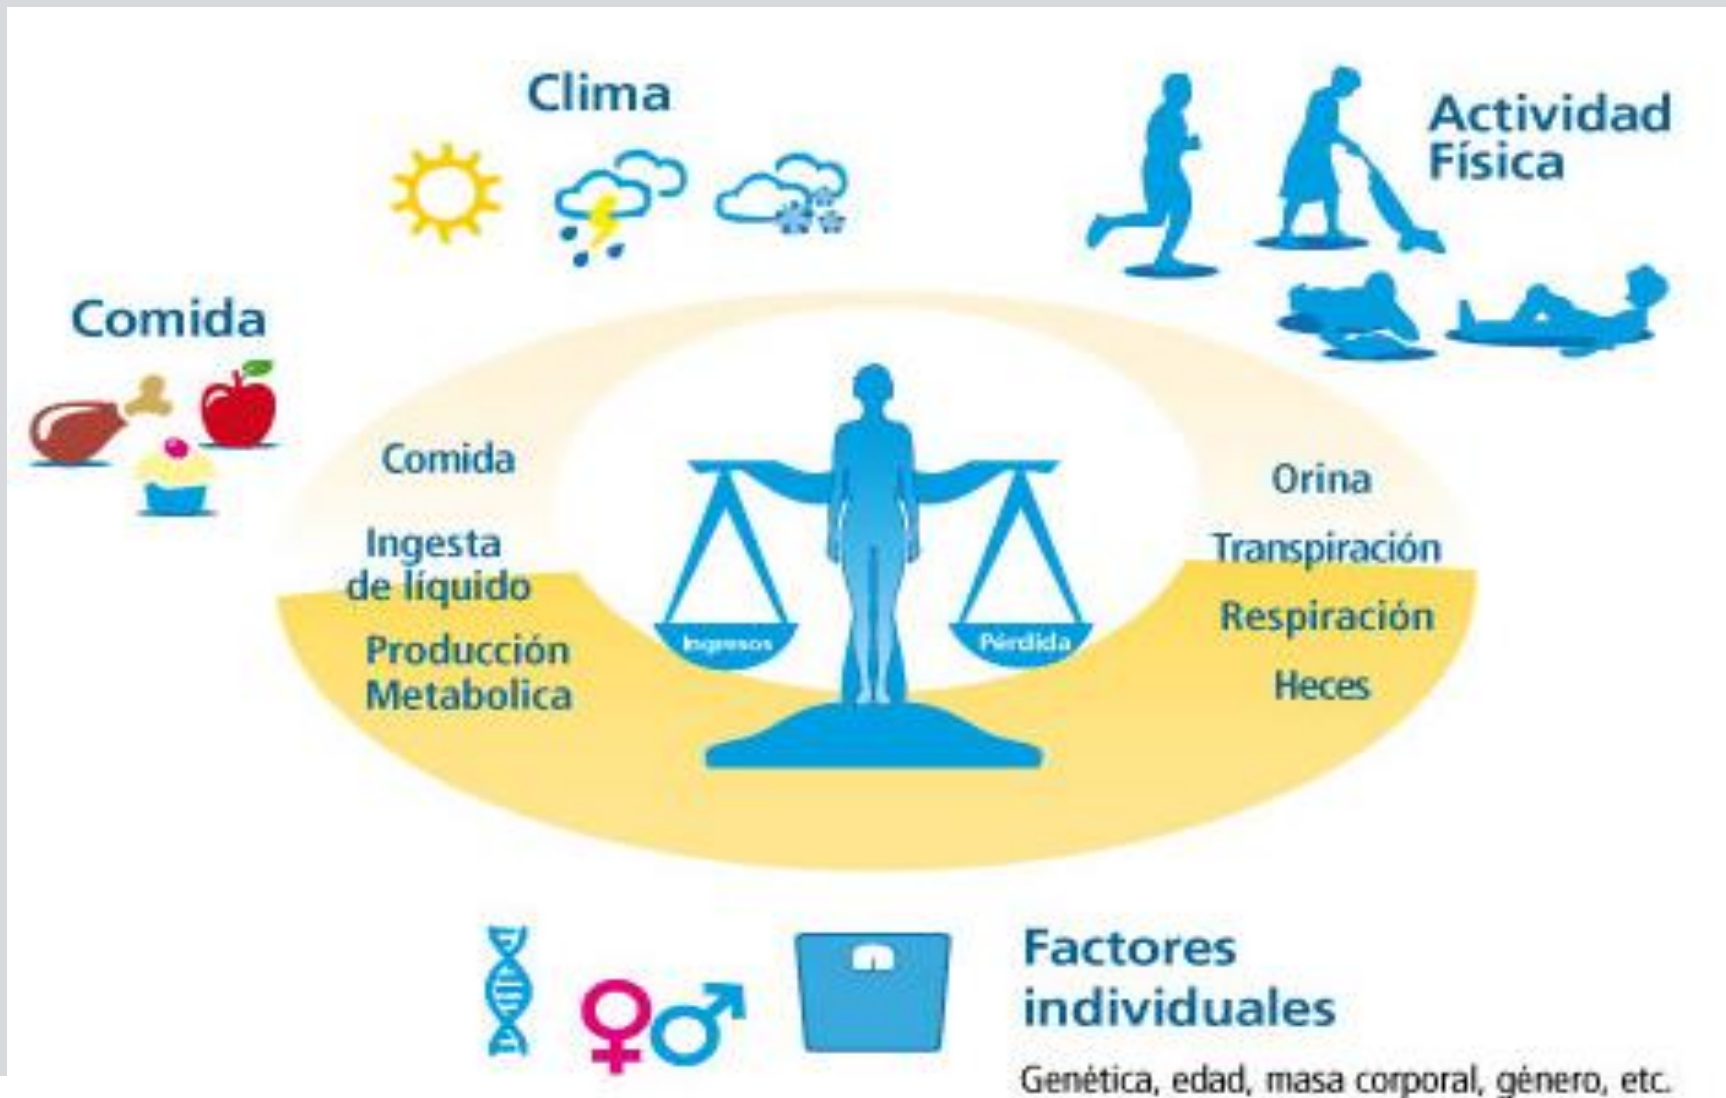 Clima
Actividad
Física
Comida
Comida
Ingesta
de líquido
Producción
Metabolica
Ingresos
Pérdida
Orina
Transpiración
Respiración
Heces
Factores
individuales
Genética, edad, masa corporal, género, etc.